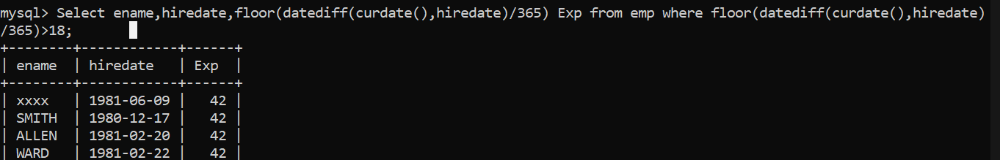 mysql> Select ename,hiredate,floor(datediff(curdate(),hiredate)/365) Exp from emp where floor(datediff(curdate(),hiredate)
/365)>18;
+--------+------------+------+
| ename  | hiredate   | Exp  |
+--------+------------+------+
| xxxx   | 1981-06-09 |   42 |
| SMITH  | 1980-12-17 |   42 |
| ALLEN  | 1981-02-20 |   42 |
| WARD   | 1981-02-22 |   42 |